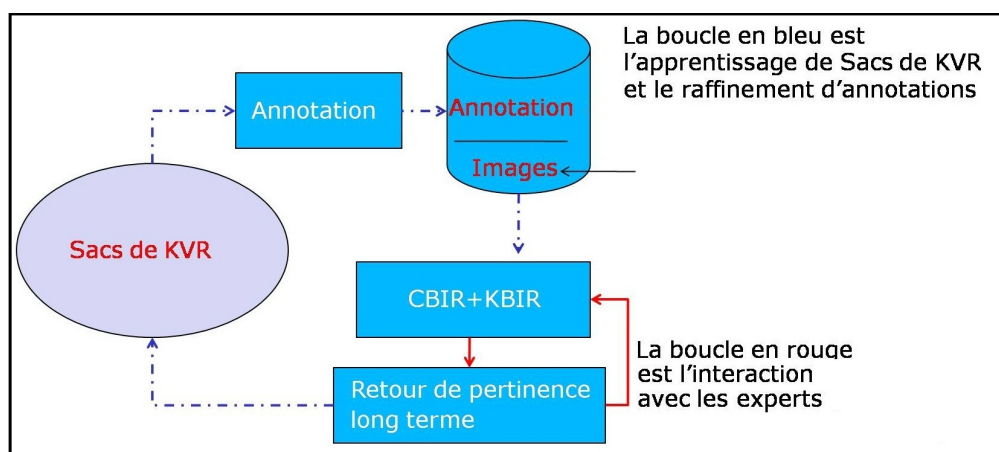 La boucle en bleu est
l'apprentissage de Sacs de KVR
et le raffinement d'annotations
Annotation
Annotation
Images
Sacs de KVR
CBIR+KBIR
Retour de pertinence
long terme
La boucle en rouge
est l'interaction
avec les experts